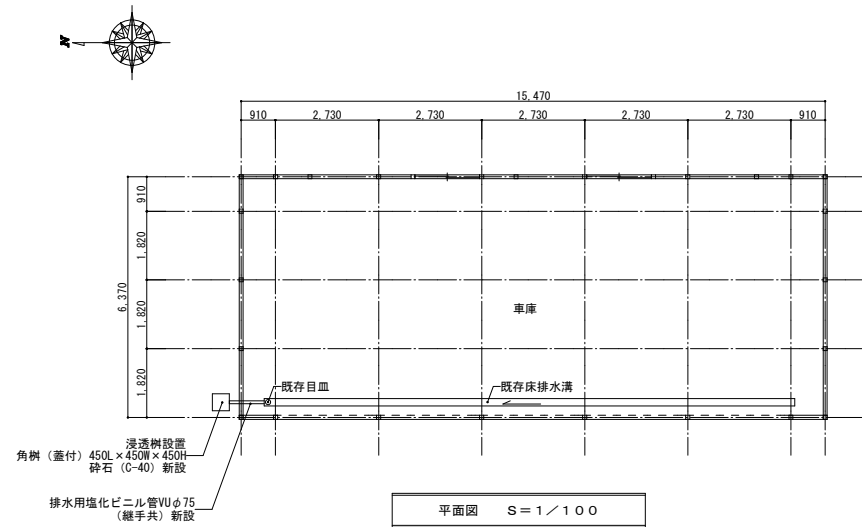 N
15.470
910 2.730 2.730 2.730 2.730 2.730 910
6.370
910
1.820
1.820
1.820
車庫
既存目皿
既存床排水溝
浸透桝設置
角桝（蓋付）450L×450W×450H
砕石（C-40）新設
排水用塩化ビニル管VUφ75
（継手共）新設
平面図 S＝1／100